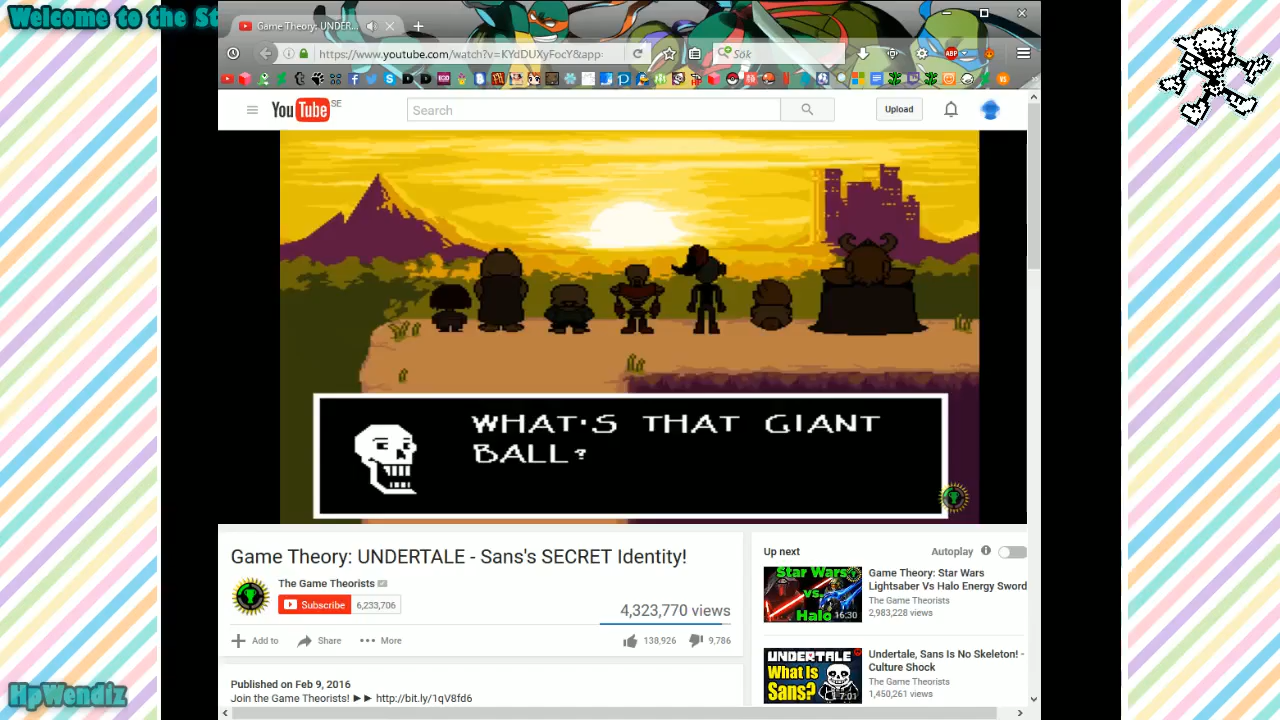 Welcome to the St
Game Theory: UNDER...
https://www.youtube.com/watch?v=KYdDUXyFocY&app=
Sök
ABP
YouTube SE
Search
Upload
WHAT'S THAT GIANT
BALL?
Game Theory: UNDERTALE - Sans's SECRET Identity!
The Game Theorists
Subscribe 6,233,706
4,323,770 views
Add to Share More
138,926 9,786
Published on Feb 9, 2016
Join the Game Theorists! ►► http://bit.ly/1qV8fd6
Up next Autoplay
Star Wars
vs.
Halo
16:30
Game Theory: Star Wars
Lightsaber Vs Halo Energy Sword
The Game Theorists
2,983,228 views
UNDERTALE
What Is
Sans?
17:01
Undertale, Sans Is No Skeleton! -
Culture Shock
The Game Theorists
1,450,261 views
HpWendiz